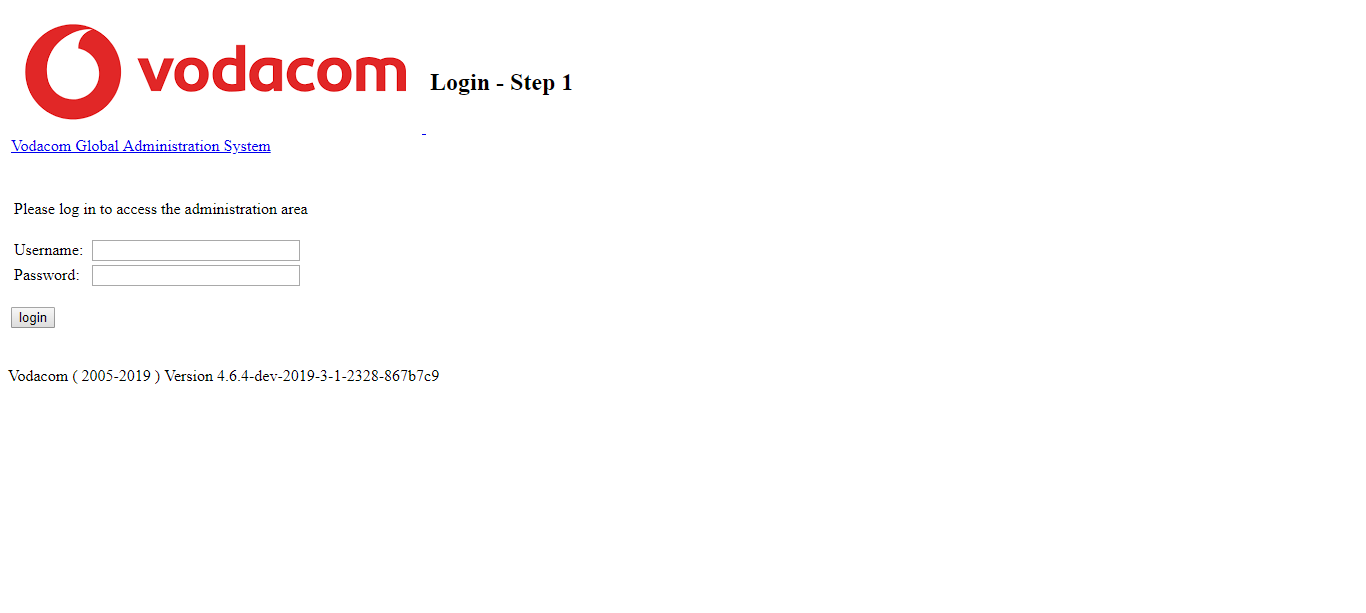 vodacom
Login - Step 1
Vodacom Global Administration System
Please log in to access the administration area
Username:
Password:
login
Vodacom ( 2005-2019 ) Version 4.6.4-dev-2019-3-1-2328-867b7c9